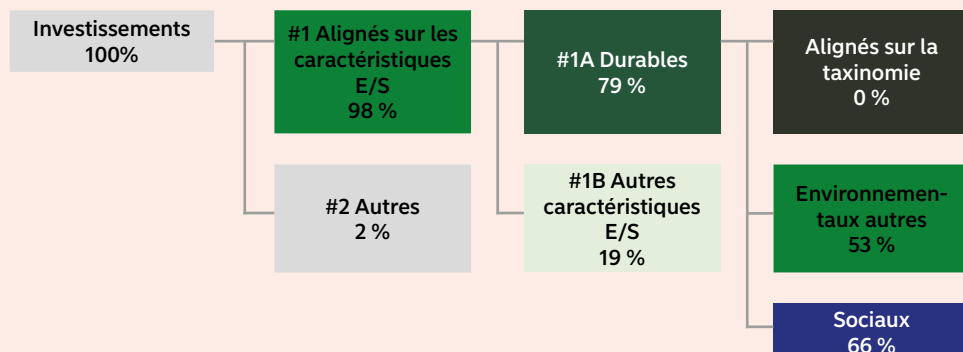 Investissements
100%
#1 Alignés sur les
caractéristiques
E/S
98 %
#1A Durables
79 %
Alignés sur la
taxinomie
0 %
#2 Autres
2 %
#1B Autres
caractéristiques
E/S
19 %
Environnemen-
taux autres
53 %
Sociaux
66 %